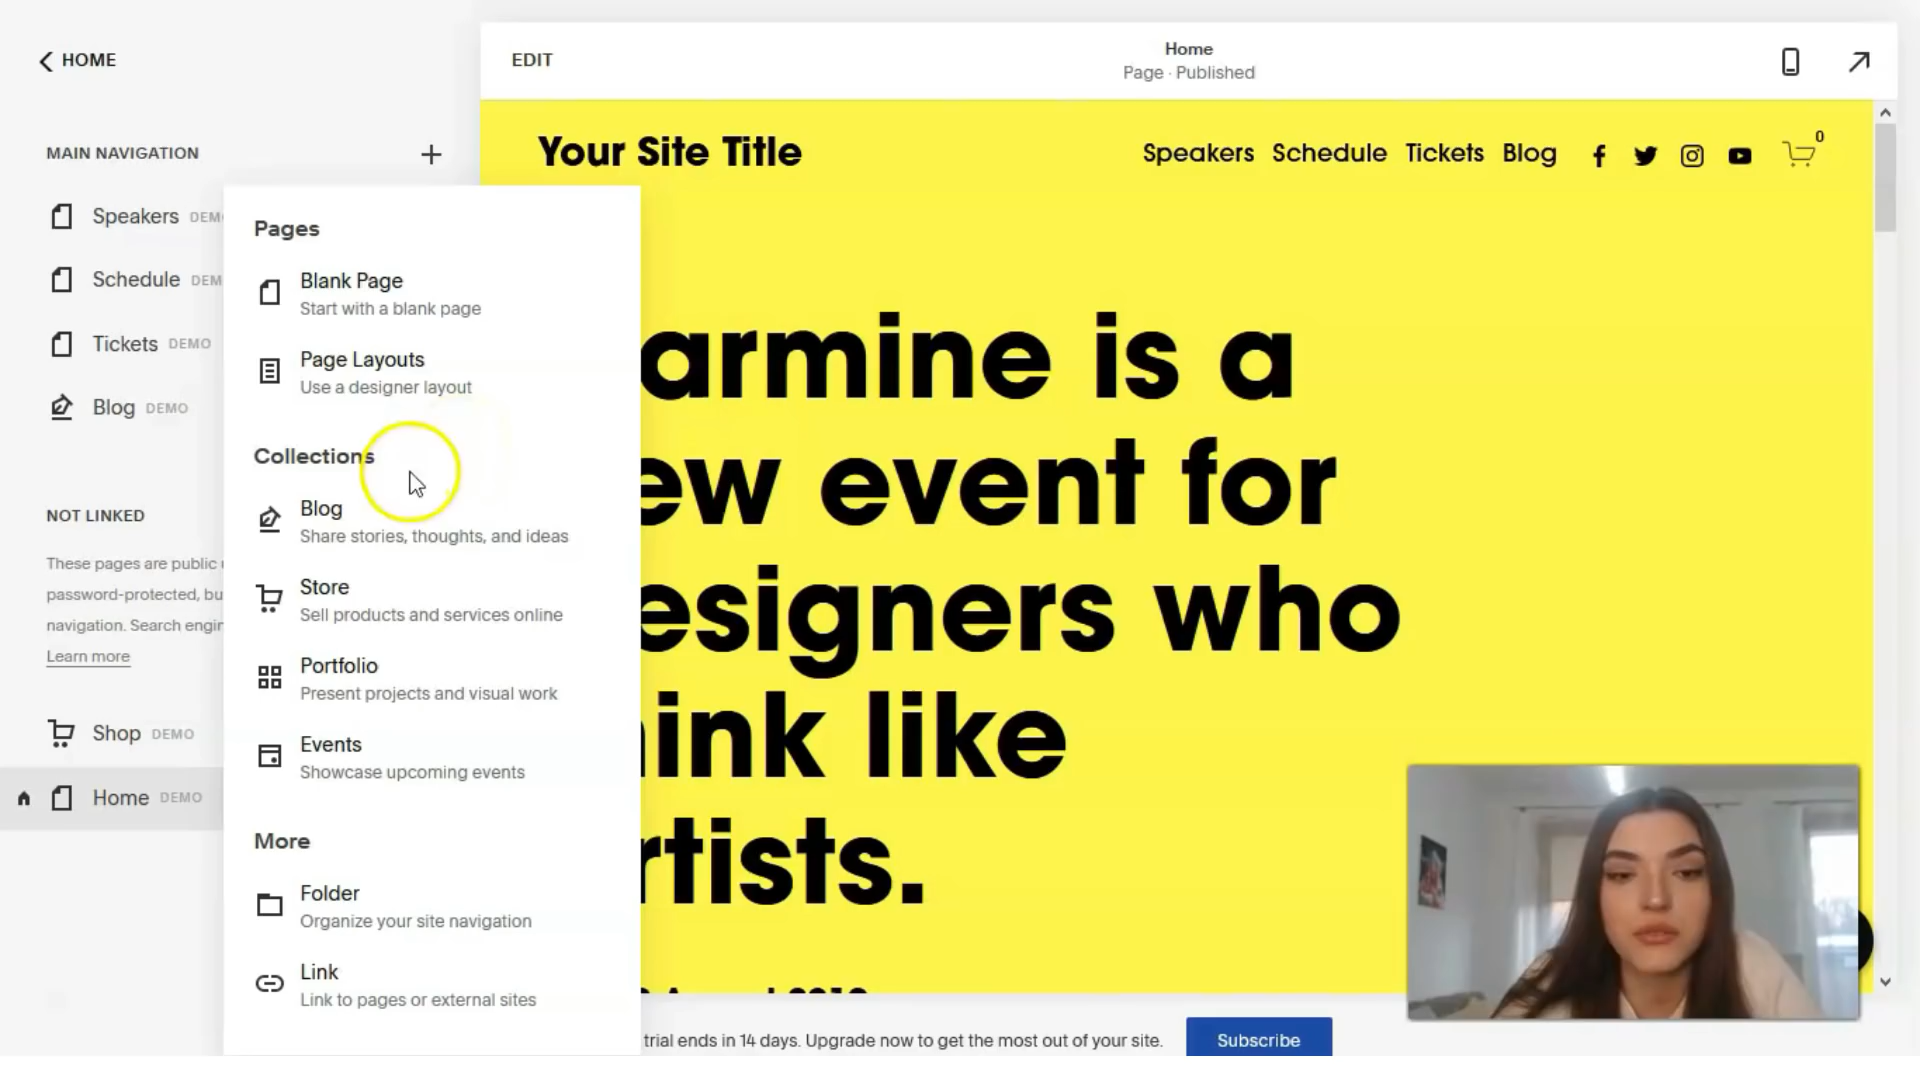 HOME
MAIN NAVIGATION
Speakers DEM
Schedule DEM
Tickets DEMO
Blog DEMO
NOT LINKED
These pages are public
password-protected, bu
navigation. Search engin
Learn more
Shop DEMO
Home DEMO
Pages
Blank Page
Start with a blank page
Page Layouts
Use a designer layout
Collections
Blog
Share stories, thoughts, and ideas
Store
Sell products and services online
Portfolio
Present projects and visual work
Events
Showcase upcoming events
More
Folder
Organize your site navigation
Link
Link to pages or external sites
EDIT
Home
Page · Published
Your Site Title
Speakers Schedule Tickets Blog
0
armine is a
ew event for
esigners who
ink like
rtists.
trial ends in 14 days. Upgrade now to get the most out of your site.
Subscribe